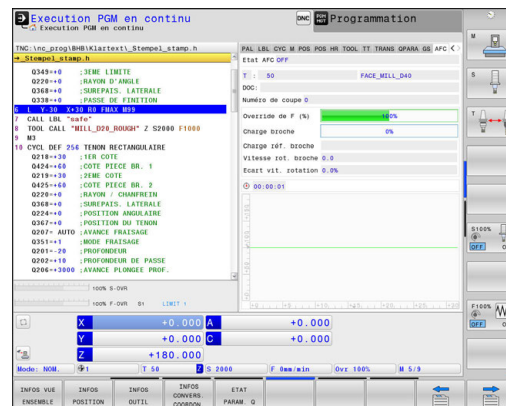 Execution PGM en continu
Execution PGM en continu
DNC
Programmation
TNC:\nc_prog\BHB\Klartext\_Stempel_stamp.h
→_Stempel_stamp.h
Q349=+0 ;3EME LIMITE
Q220=+0 ;RAYON D'ANGLE
Q368=+0 ;SUREPAIS. LATERALE
Q338=+0 ;PASSE DE FINITION
6 L Y-30 X+30 R0 FMAX M99
7 CALL LBL "safe"
8 TOOL CALL "MILL_D20_ROUGH" Z S2000 F1000
9 M3
10 CYCL DEF 256 TENON RECTANGULAIRE
Q218=+30 ;1ER COTE
Q424=+60 ;COTE PIECE BR. 1
Q219=+30 ;2EME COTE
Q425=+60 ;COTE PIECE BR. 2
Q220=+0 ;RAYON / CHANFREIN
Q368=+0 ;SUREPAIS. LATERALE
Q224=+0 ;POSITION ANGULAIRE
Q367=+0 ;POSITION DU TENON
Q207= AUTO ;AVANCE FRAISAGE
Q351=+1 ;MODE FRAISAGE
Q201=-20 ;PROFONDEUR
Q202=+10 ;PROFONDEUR DE PASSE
Q206=+3000 ;AVANCE PLONGEE PROF.
100% S-OVR
100% F-OVR S1 LIMIT 1
PAL LBL CYC M POS POS HR TOOL TT TRANS QPARA GS AFC
Etat AFC OFF
T : 50 FACE_MILL_D40
DOC:
Numéro de coupe 0
Override de F (%) 100%
Charge broche 0%
Charge réf. broche
Vitesse rot. broche 0.0
Ecart vit. rotation 0.0%
00:00:01
X +0.000 A +0.000
Y +0.000 C +0.000
Z +180.000
Mode: NOM. 1 T 50 Z S 2000 F 0mm/min Ovr 100% M 5/9
INFOS VUE ENSEMBLE
INFOS POSITION
INFOS OUTIL
INFOS CONVERS. COORDON.
ETAT PARAM. Q
M
S
T
S100%
OFF
F100%
OFF